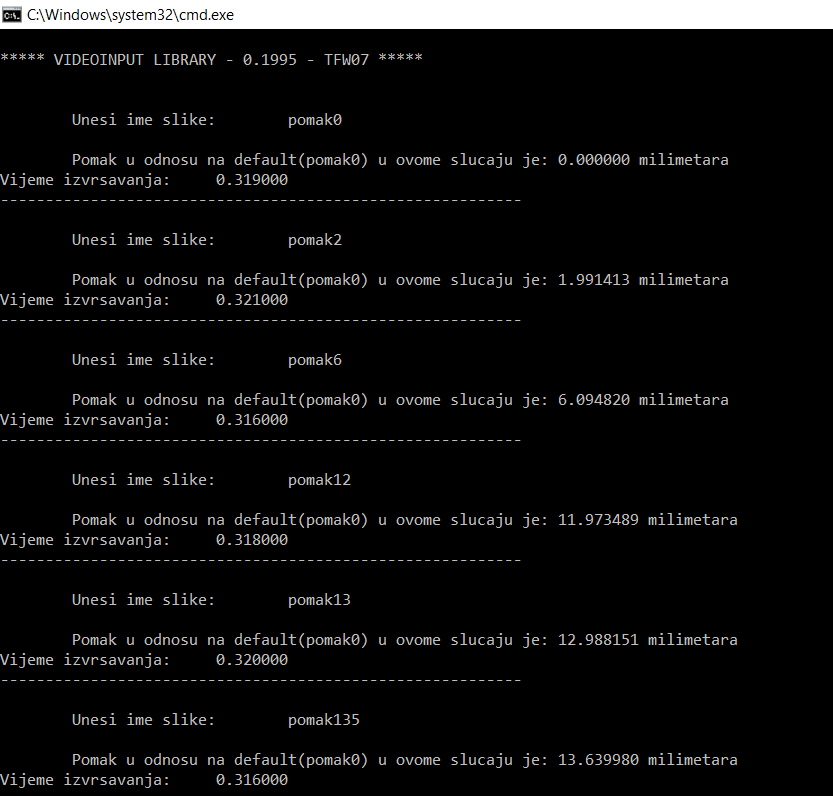 C:\Windows\system32\cmd.exe
***** VIDEOINPUT LIBRARY - 0.1995 - TFW07 *****
Unesi ime slike: pomak0
Pomak u odnosu na default(pomak0) u ovome slucaju je: 0.000000 milimetara
Vijeme izvrsavanja: 0.319000
----------------------------------------------------------
Unesi ime slike: pomak2
Pomak u odnosu na default(pomak0) u ovome slucaju je: 1.991413 milimetara
Vijeme izvrsavanja: 0.321000
----------------------------------------------------------
Unesi ime slike: pomak6
Pomak u odnosu na default(pomak0) u ovome slucaju je: 6.094820 milimetara
Vijeme izvrsavanja: 0.316000
----------------------------------------------------------
Unesi ime slike: pomak12
Pomak u odnosu na default(pomak0) u ovome slucaju je: 11.973489 milimetara
Vijeme izvrsavanja: 0.318000
----------------------------------------------------------
Unesi ime slike: pomak13
Pomak u odnosu na default(pomak0) u ovome slucaju je: 12.988151 milimetara
Vijeme izvrsavanja: 0.320000
----------------------------------------------------------
Unesi ime slike: pomak135
Pomak u odnosu na default(pomak0) u ovome slucaju je: 13.639980 milimetara
Vijeme izvrsavanja: 0.316000